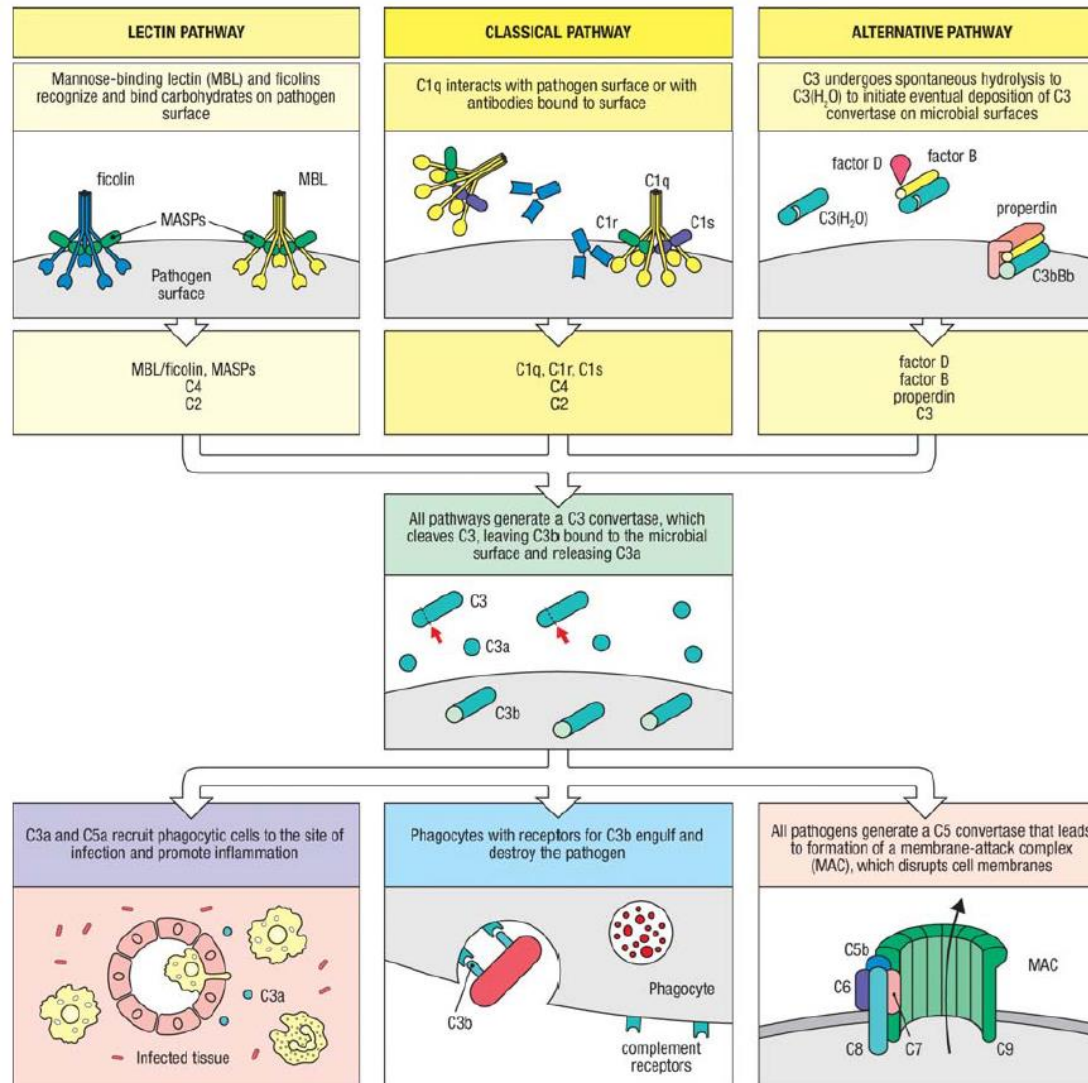 LECTIN PATHWAY
Mannose-binding lectin (MBL) and ficolins
recognize and bind carbohydrates on pathogen
surface
ficolin
MBL
MASPs
Pathogen
surface
MBL/ficolin, MASPs
C4
C2
CLASSICAL PATHWAY
C1q interacts with pathogen surface or with
antibodies bound to surface
C1q
C1r
C1s
C1q, C1r, C1s
C4
C2
ALTERNATIVE PATHWAY
C3 undergoes spontaneous hydrolysis to
C3(H₂O) to initiate eventual deposition of C3
convertase on microbial surfaces
factor D
factor B
C3(H₂O)
properdin
C3bBb
factor D
factor B
properdin
C3
All pathways generate a C3 convertase, which
cleaves C3, leaving C3b bound to the microbial
surface and releasing C3a
C3
C3a
C3b
C3a and C5a recruit phagocytic cells to the site of
infection and promote inflammation
C3a
Infected tissue
Phagocytes with receptors for C3b engulf and
destroy the pathogen
C3b
Phagocyte
complement
receptors
All pathogens generate a C5 convertase that leads
to formation of a membrane-attack complex
(MAC), which disrupts cell membranes
C5b
MAC
C6
C8
C7
C9